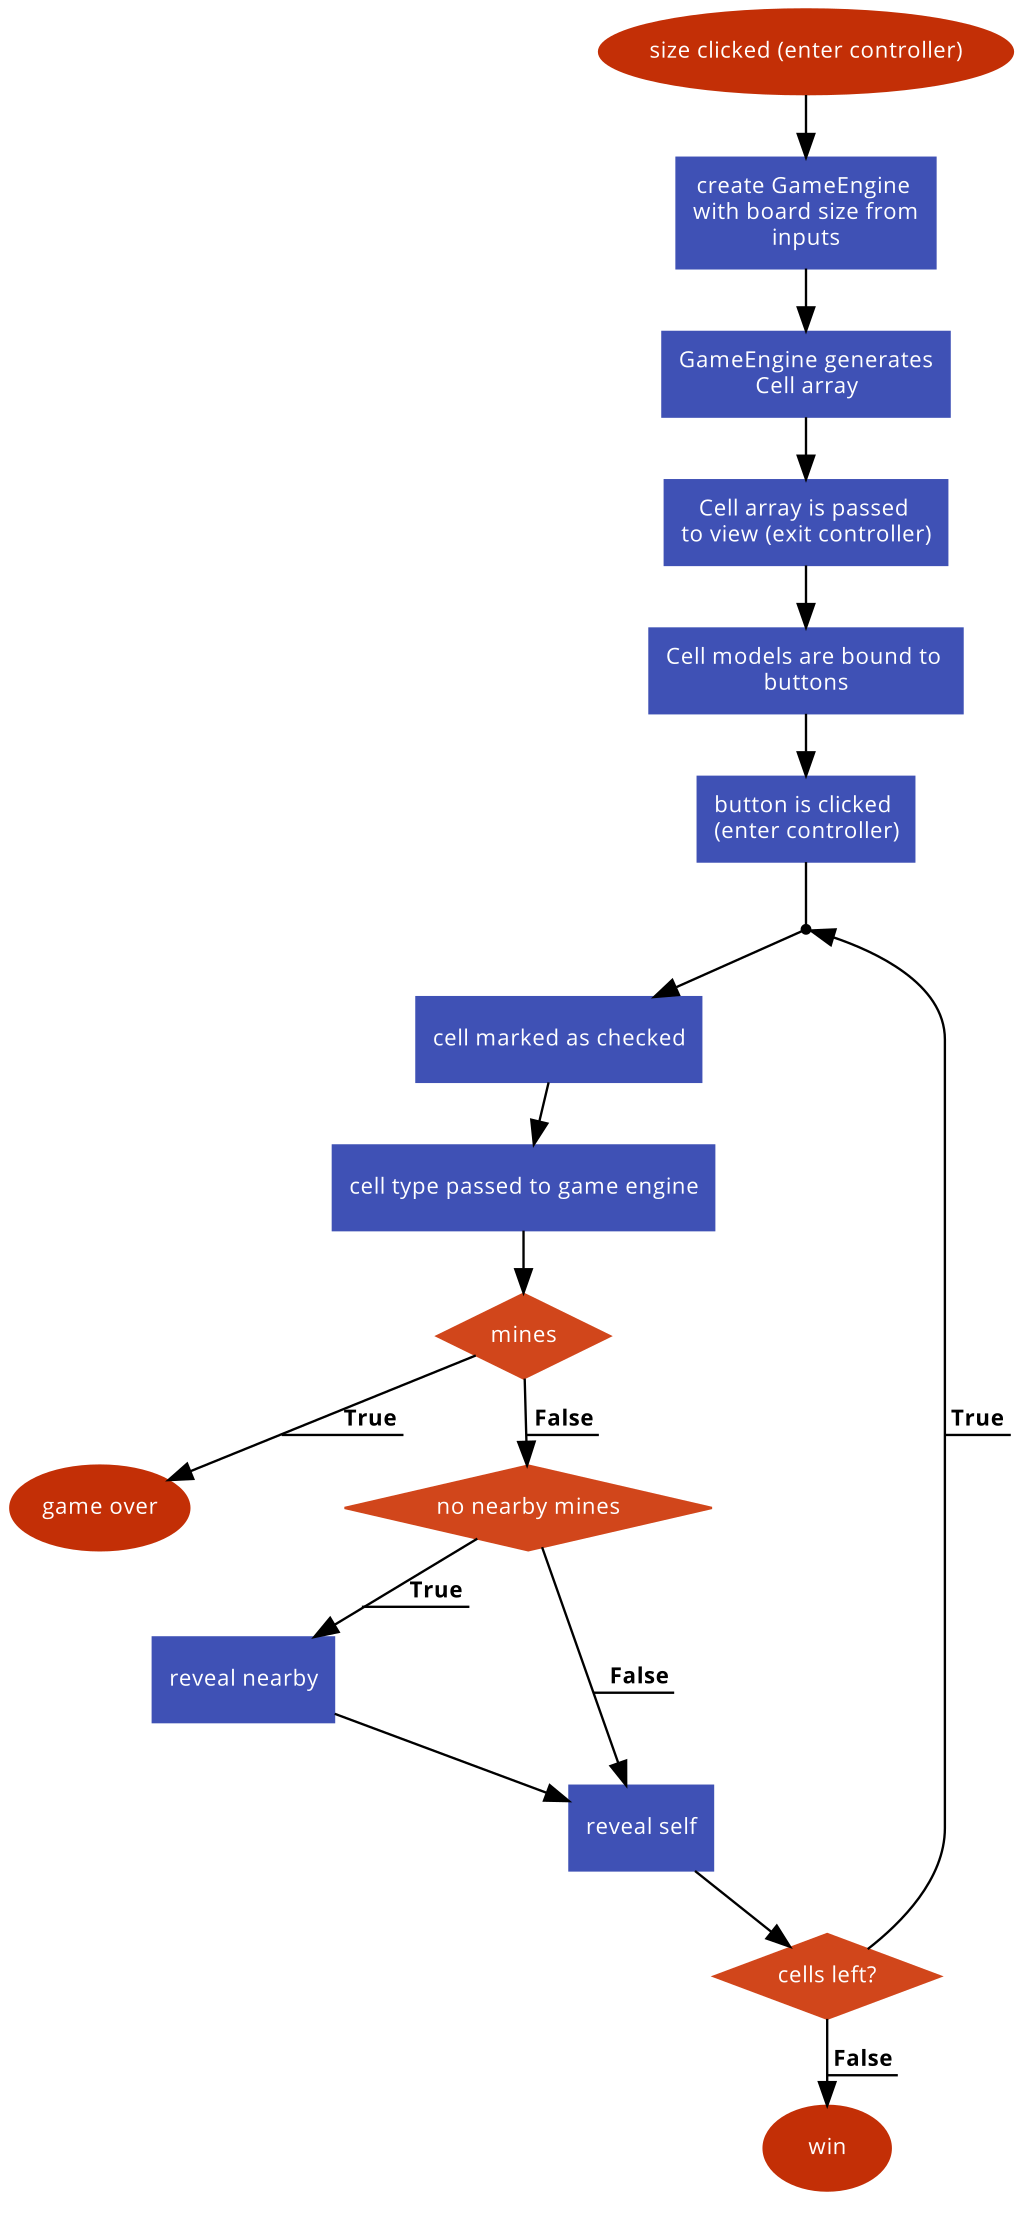 size clicked (enter controller)
create GameEngine
with board size from
inputs
GameEngine generates
Cell array
Cell array is passed
to view (exit controller)
Cell models are bound to
buttons
button is clicked
(enter controller)
cell marked as checked
cell type passed to game engine
mines
True
False
True
game over
no nearby mines
True
False
reveal nearby
reveal self
cells left?
False
win